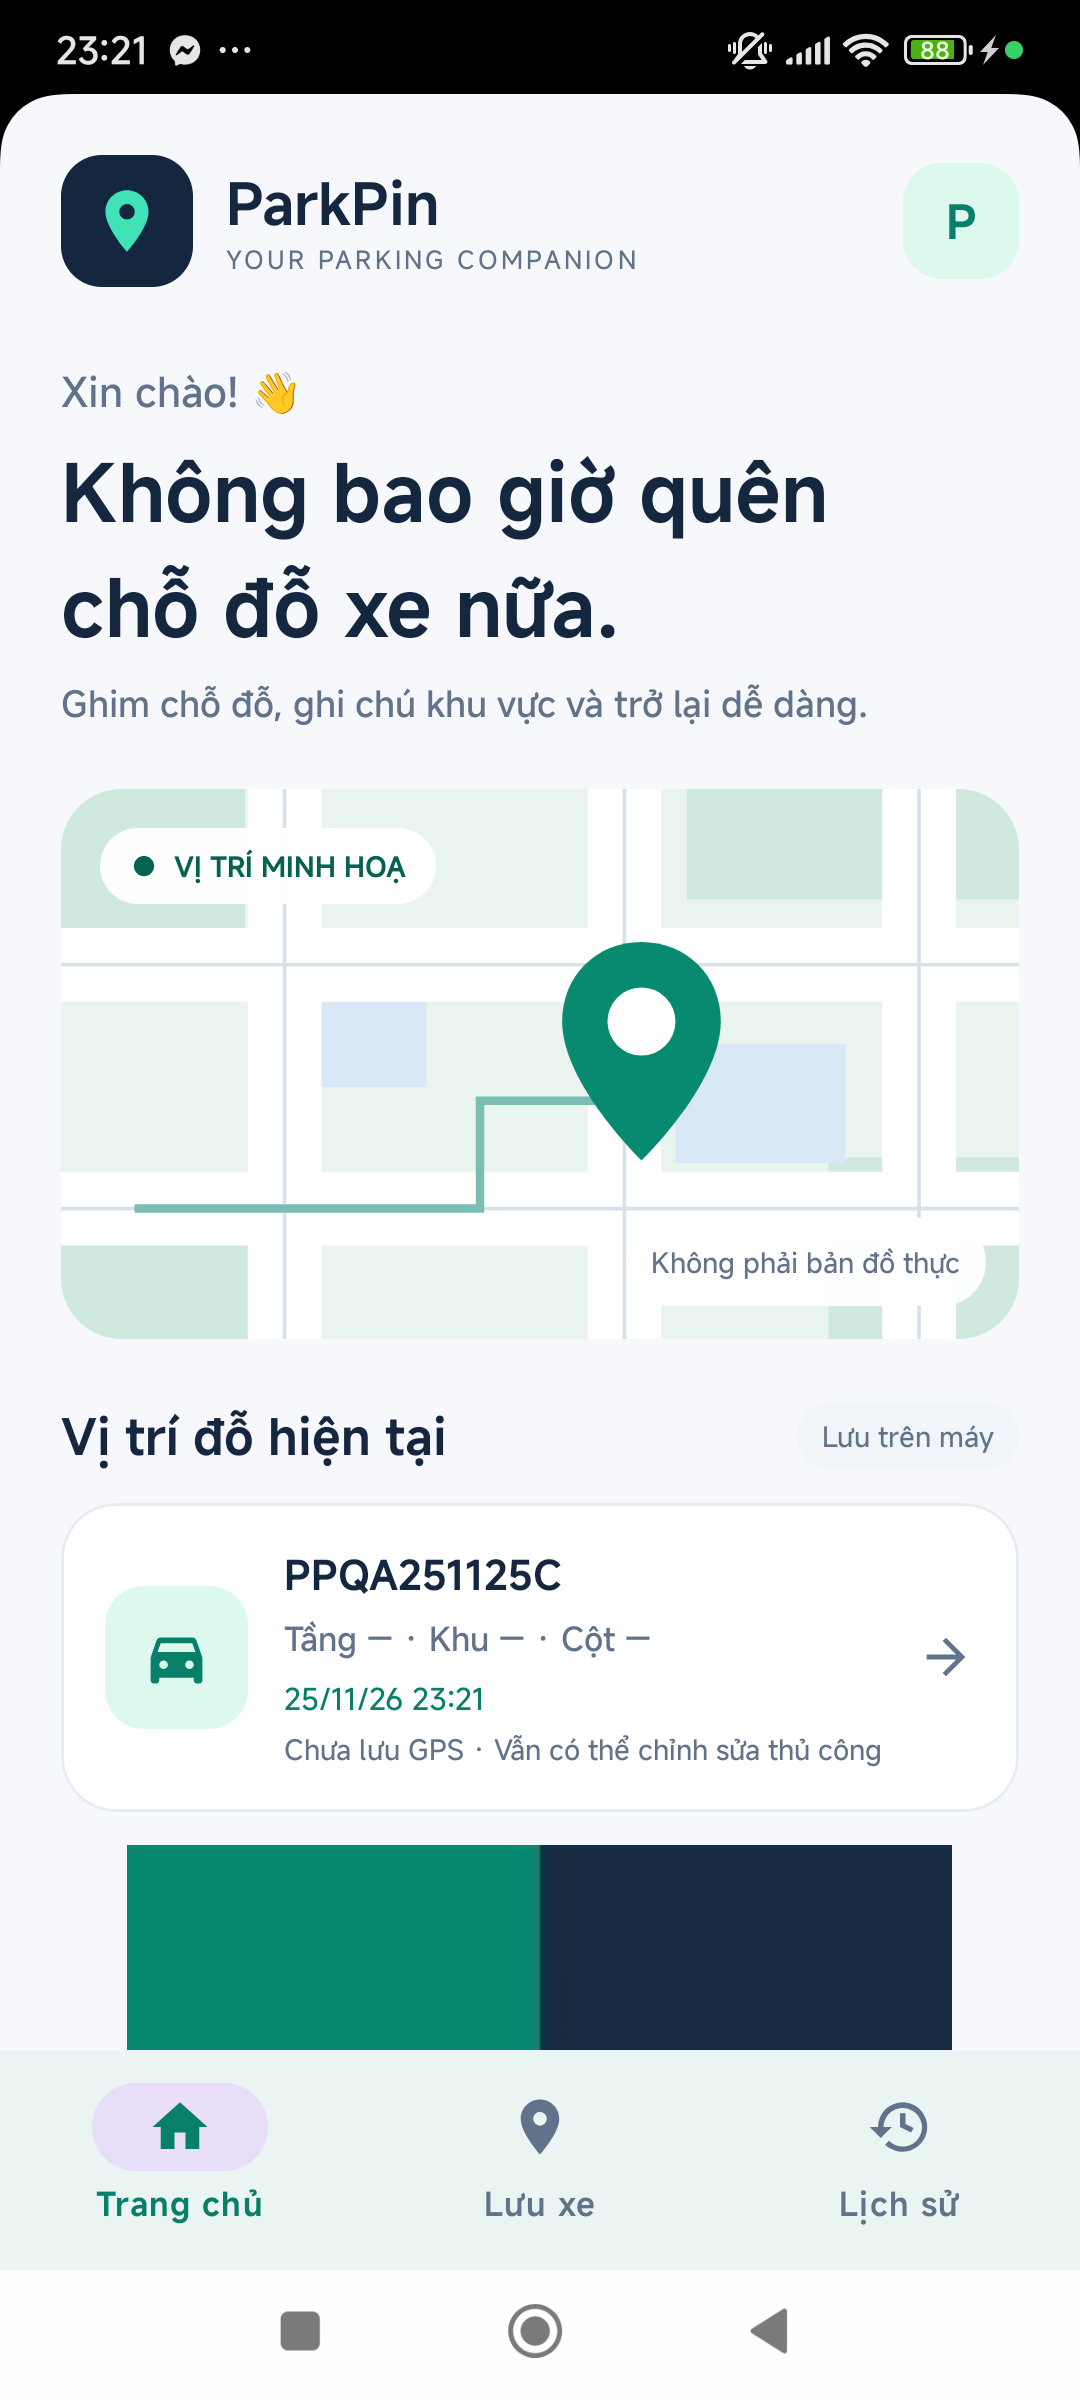 23:21
88
ParkPin
YOUR PARKING COMPANION
P
Xin chào! 👋
Không bao giờ quên
chỗ đỗ xe nữa.
Ghim chỗ đỗ, ghi chú khu vực và trở lại dễ dàng.
VỊ TRÍ MINH HOẠ
Không phải bản đồ thực
Vị trí đỗ hiện tại
Lưu trên máy
PPQA251125C
Tầng — · Khu — · Cột —
25/11/26 23:21
Chưa lưu GPS · Vẫn có thể chỉnh sửa thủ công
Trang chủ
Lưu xe
Lịch sử